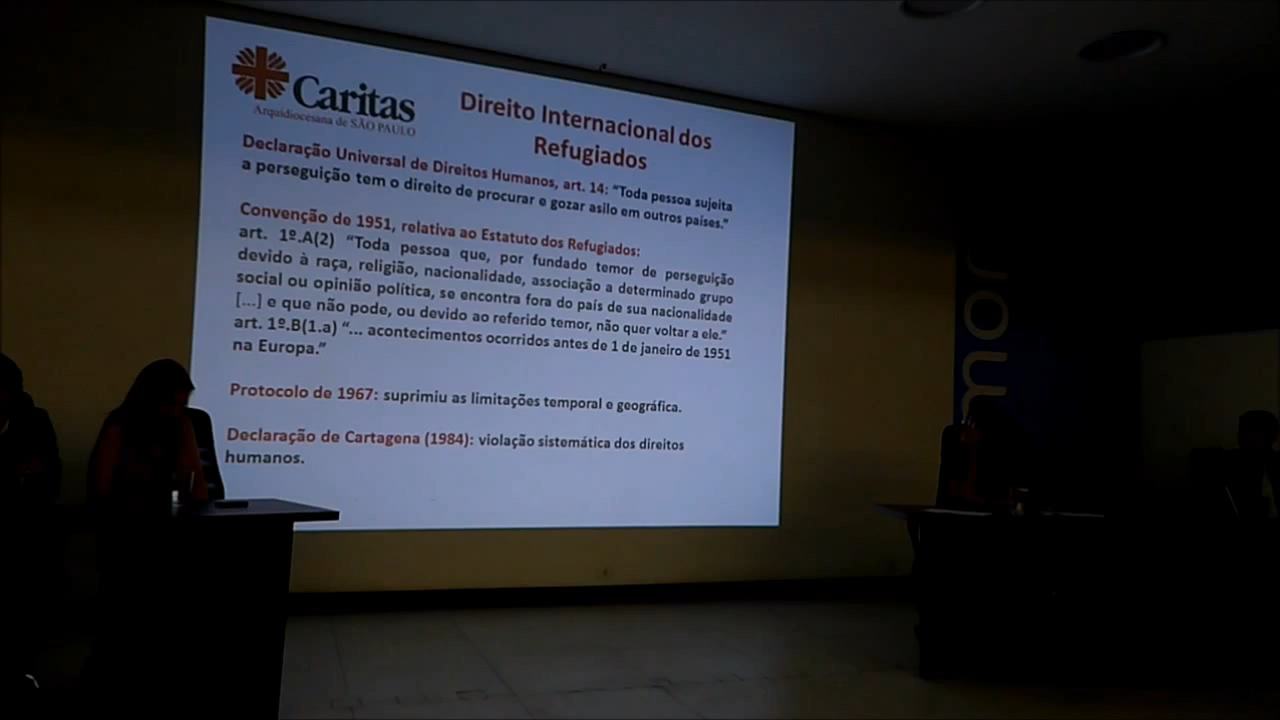 Caritas
Arquidiocesana de SÃO PAULO
Direito Internacional dos
Refugiados
Declaração Universal de Direitos Humanos, art. 14: “Toda pessoa sujeita
a perseguição tem o direito de procurar e gozar asilo em outros países.”
Convenção de 1951, relativa ao Estatuto dos Refugiados:
art. 1º.A(2) “Toda pessoa que, por fundado temor de perseguição
devido à raça, religião, nacionalidade, associação a determinado grupo
social ou opinião política, se encontra fora do país de sua nacionalidade
[...] e que não pode, ou devido ao referido temor, não quer voltar a ele.”
art. 1º.B(1.a) “... acontecimentos ocorridos antes de 1 de janeiro de 1951
na Europa.”
Protocolo de 1967: suprimiu as limitações temporal e geográfica.
Declaração de Cartagena (1984): violação sistemática dos direitos
humanos.
mor